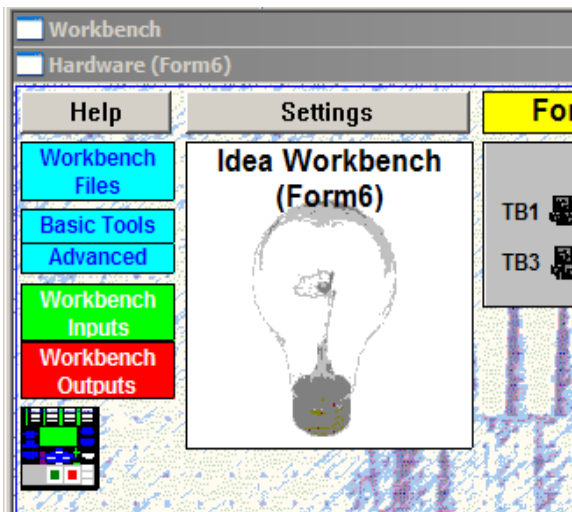 Workbench
Hardware (Form6)
Help
Settings
Workbench
Files
Basic Tools
Advanced
Workbench
Inputs
Workbench
Outputs
Idea Workbench
(Form6)
TB1
TB3